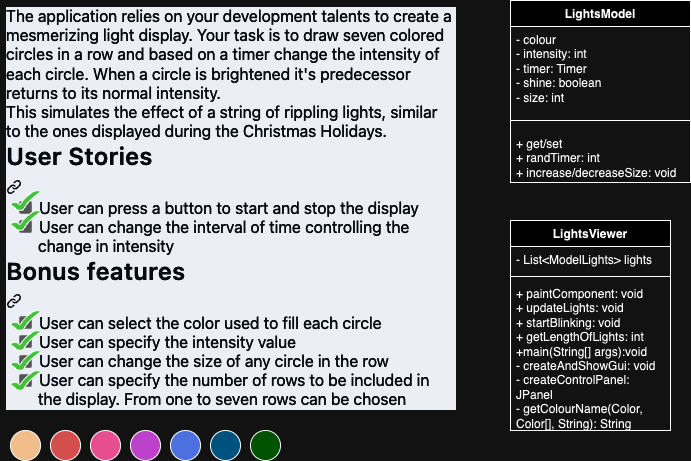 The application relies on your development talents to create a
mesmerizing light display. Your task is to draw seven colored
circles in a row and based on a timer change the intensity of
each circle. When a circle is brightened it's predecessor
returns to its normal intensity.
This simulates the effect of a string of rippling lights, similar
to the ones displayed during the Christmas Holidays.
User Stories
User can press a button to start and stop the display
User can change the interval of time controlling the
change in intensity
Bonus features
User can select the color used to fill each circle
User can specify the intensity value
User can change the size of any circle in the row
User can specify the number of rows to be included in
the display. From one to seven rows can be chosen
LightsModel
- colour
- intensity: int
- timer: Timer
- shine: boolean
- size: int
+ get/set
+ randTimer: int
+ increase/decreaseSize: void
LightsViewer
- List<ModelLights> lights
+ paintComponent: void
+ updateLights: void
+ startBlinking: void
+ getLengthOfLights: int
+main(String[] args):void
- createAndShowGui: void
- createControlPanel:
JPanel
- getColourName(Color,
Color[], String): String